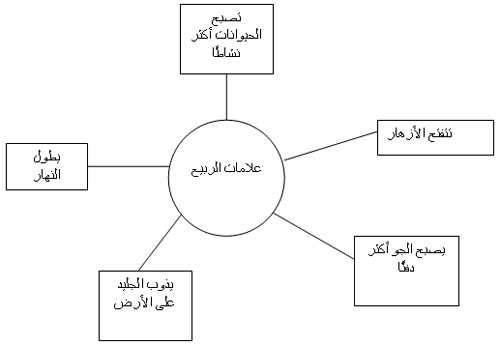 تصبح
الحيوانات أكثر
نشاطًا
تتفتح الأزهار
علامات الربيع
يطول
النهار
يصبح الجو أكثر
دفئًا
يذوب الجليد
على الأرض